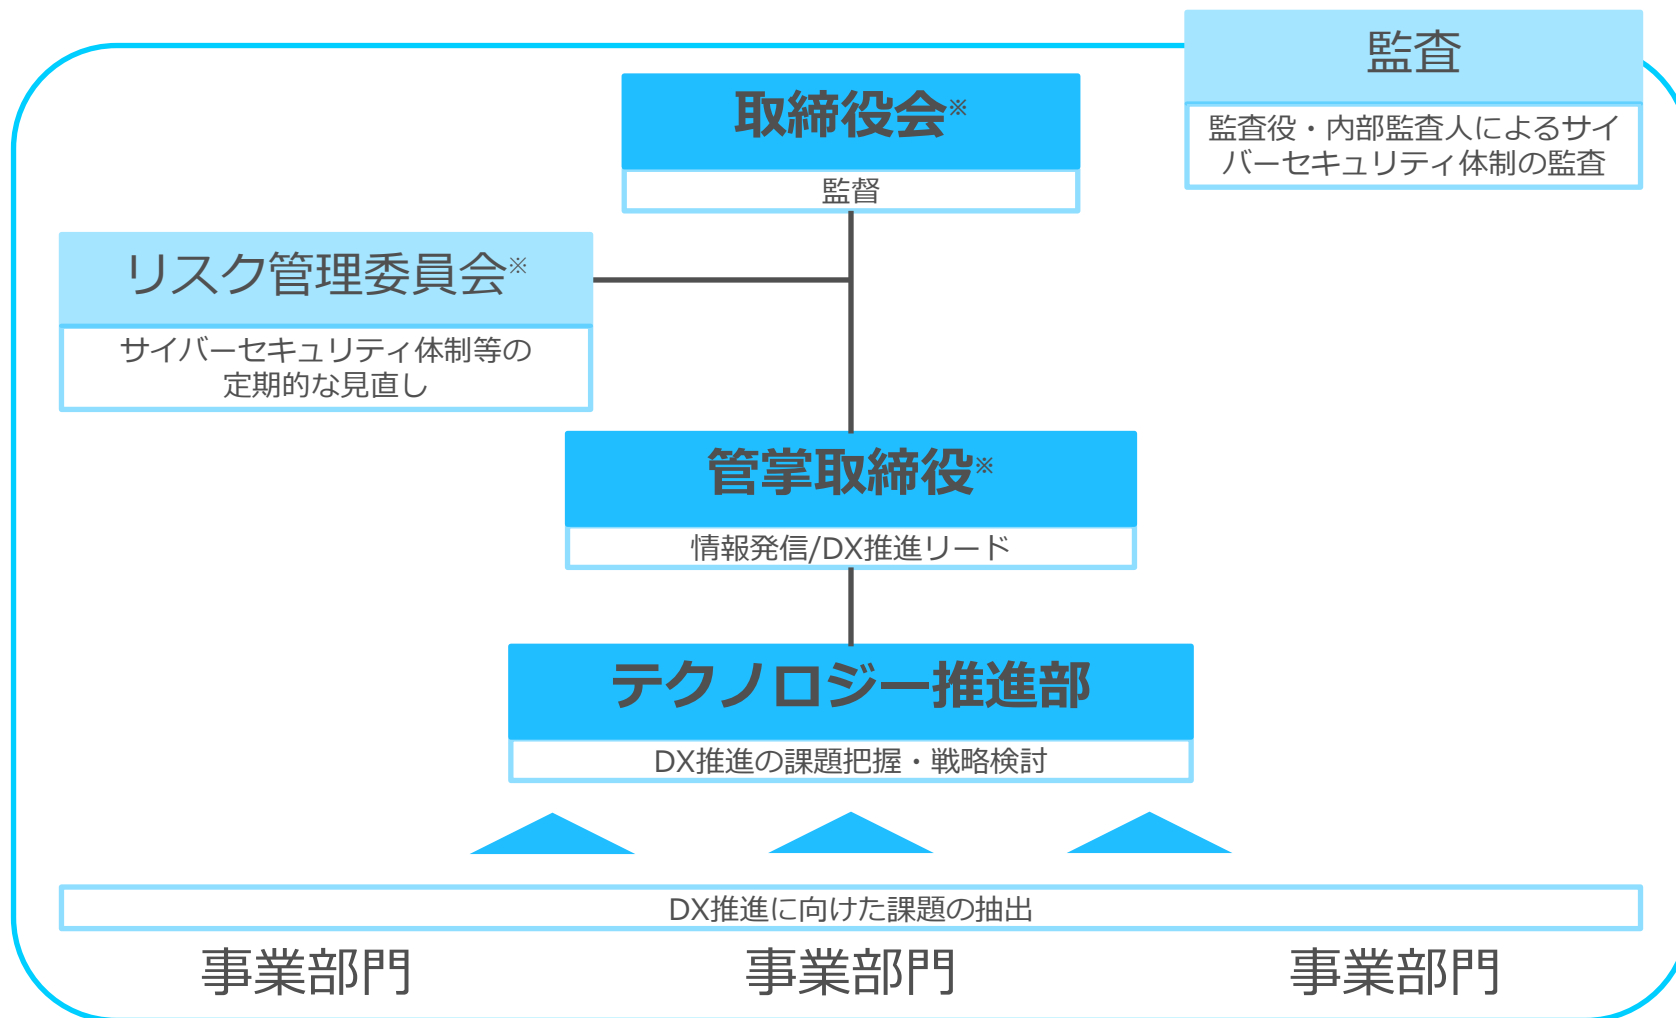 監査
監査役・内部監査人によるサイ
バーセキュリティ体制の監査
取締役会※
監督
リスク管理委員会※
サイバーセキュリティ体制等の
定期的な見直し
管掌取締役※
情報発信/DX推進リード
テクノロジー推進部
DX推進の課題把握・戦略検討
DX推進に向けた課題の抽出
事業部門
事業部門
事業部門